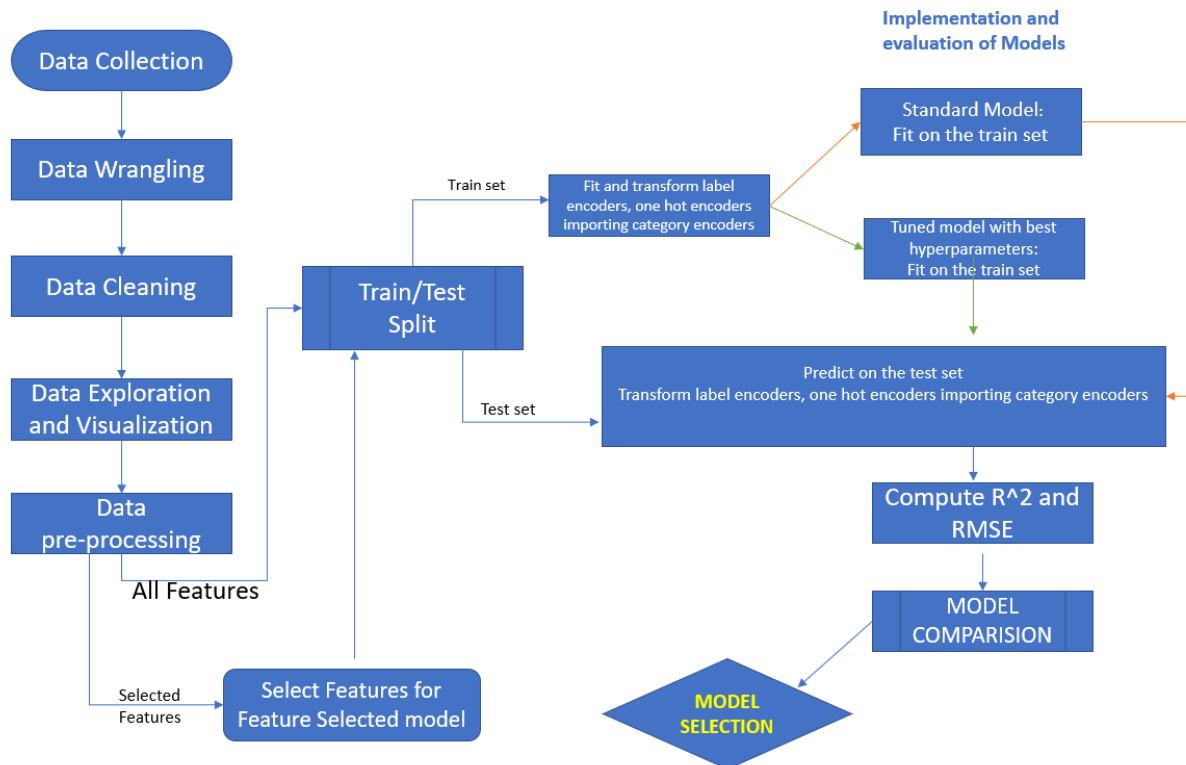 Implementation and
evaluation of Models
Data Collection
Data Wrangling
Data Cleaning
Data Exploration
and Visualization
Data
pre-processing
All Features
Selected
Features
Select Features for
Feature Selected model
Train/Test
Split
Train set
Test set
Fit and transform label
encoders, one hot encoders
importing category encoders
Standard Model:
Fit on the train set
Tuned model with best
hyperparameters:
Fit on the train set
Predict on the test set
Transform label encoders, one hot encoders importing category encoders
Compute R^2 and
RMSE
MODEL
COMPARISION
MODEL
SELECTION